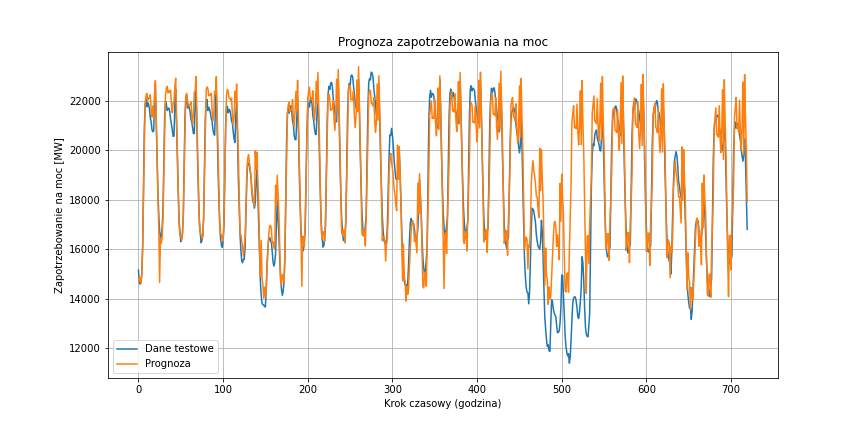 Prognoza zapotrzebowania na moc
Zapotrzebowanie na moc [MW]
22000
20000
18000
16000
14000
12000
Dane testowe
Prognoza
0 100 200 300 400 500 600 700
Krok czasowy (godzina)